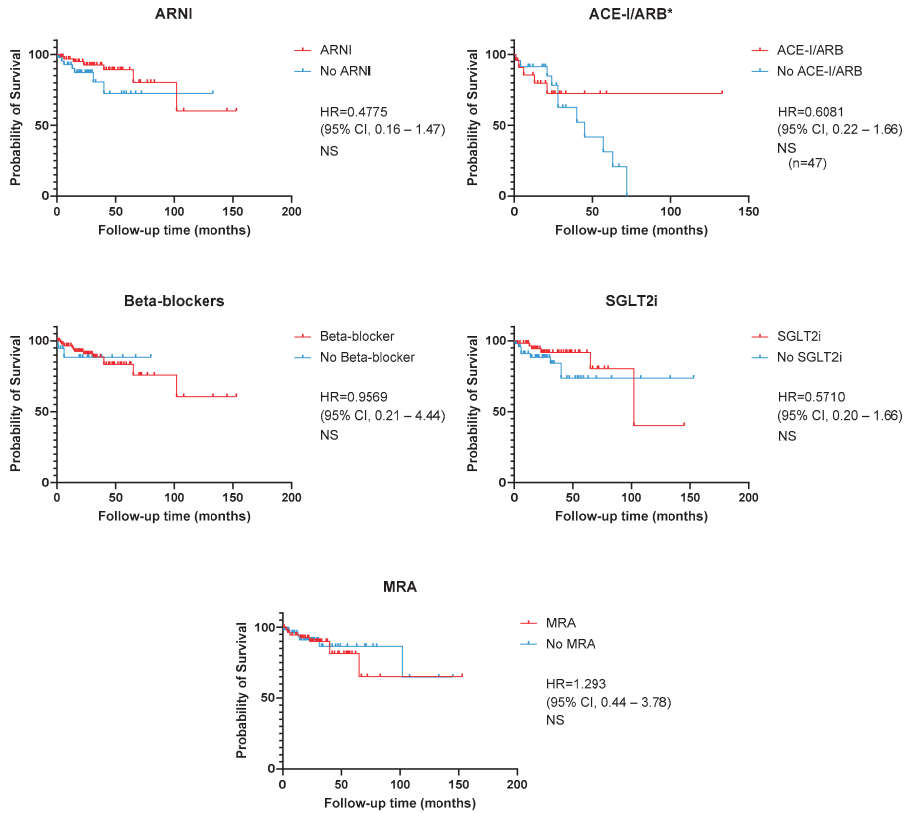 ARNI
Probability of Survival
100
50
0
0 50 100 150 200
Follow-up time (months)
ARNI
No ARNI
HR=0.4775
(95% CI, 0.16 – 1.47)
NS
ACE-I/ARB*
Probability of Survival
100
50
0
0 50 100 150
Follow-up time (months)
ACE-I/ARB
No ACE-I/ARB
HR=0.6081
(95% CI, 0.22 – 1.66)
NS
(n=47)
Beta-blockers
Probability of Survival
100
50
0
0 50 100 150 200
Follow-up time (months)
Beta-blocker
No Beta-blocker
HR=0.9569
(95% CI, 0.21 – 4.44)
NS
SGLT2i
Probability of Survival
100
50
0
0 50 100 150 200
Follow-up time (months)
SGLT2i
No SGLT2i
HR=0.5710
(95% CI, 0.20 – 1.66)
NS
MRA
Probability of Survival
100
50
0
0 50 100 150 200
Follow-up time (months)
MRA
No MRA
HR=1.293
(95% CI, 0.44 – 3.78)
NS